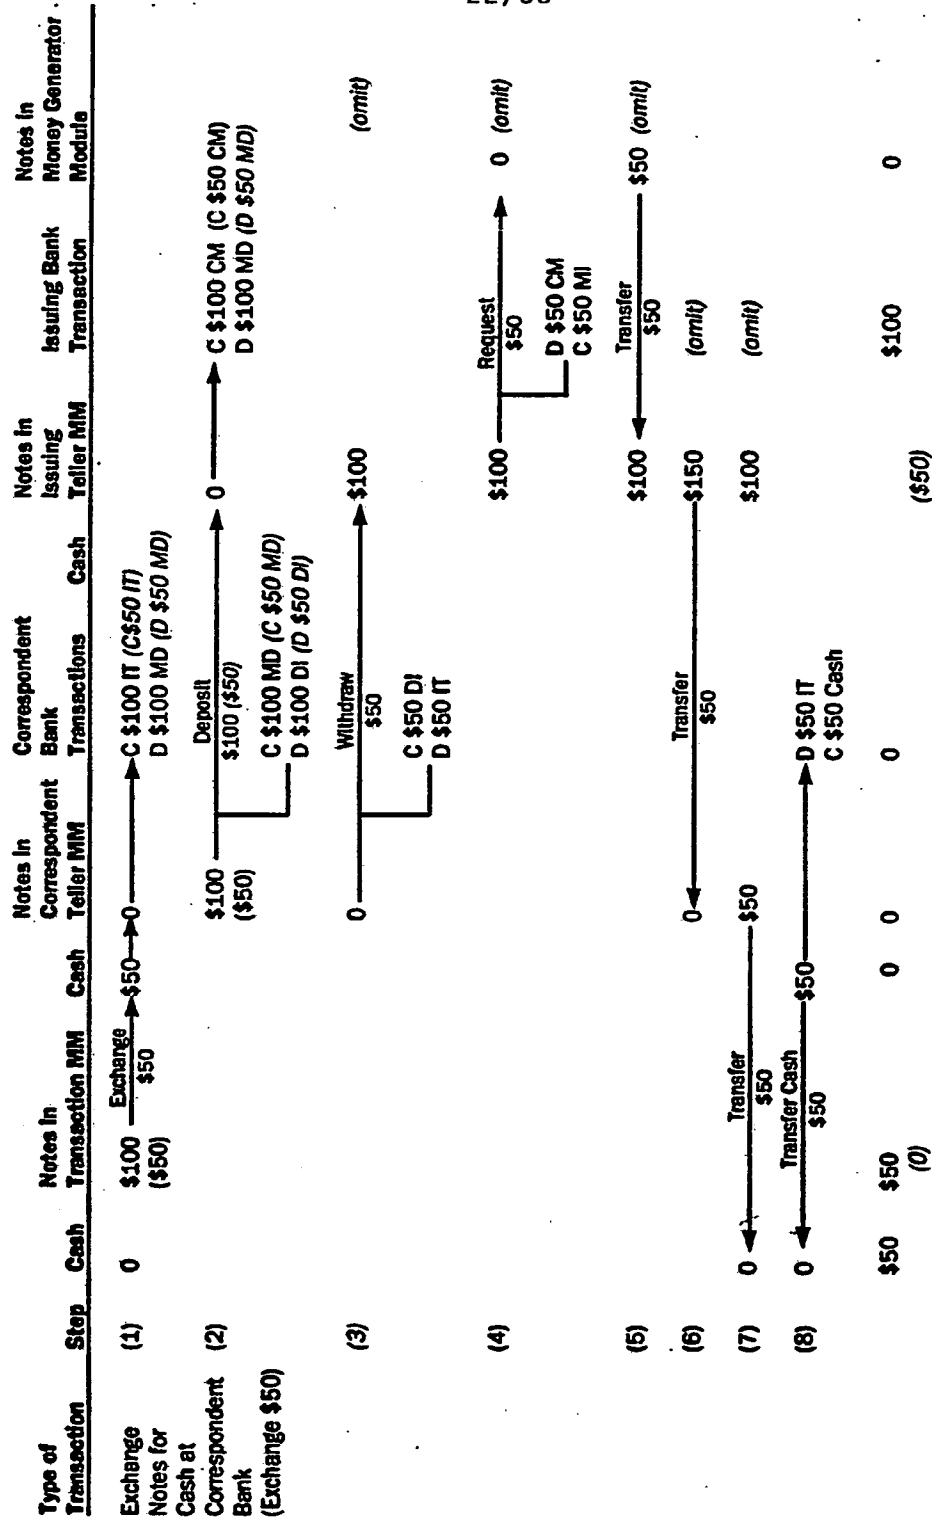 Notes in Correspondent Notes in Notes in
Type of Notes in Correspondent Bank Issuing Issuing Bank Money Generator
Transaction Step Cash Transaction MM Cash Teller MM Transactions Cash Teller MM Transaction Module
Exchange (1) 0 $100 Exchange $50 0 C $100 IT (C$50 IT)
Notes for ($50) $50 D $100 MD (D $50 MD)
Cash at
Deposit
Correspondent (2) $100 0 C $100 CM (C $50 CM)
Bank ($50) $100 ($50) D $100 MD (D $50 MD)
(Exchange $50) C $100 MD (C $50 MD)
D $100 DI (D $50 DI)
Withdraw
(3) 0 $100 (omit)
$50
C $50 DI
D $50 IT
Request
(4) $100 0 (omit)
$50
D $50 CM
C $50 MI
Transfer
(5) $100 $50 (omit)
$50
Transfer
(6) 0 $150 (omit)
$50
Transfer
(7) 0 $50 $100 (omit)
$50
Transfer Cash
(8) 0 $50 D $50 IT
$50 C $50 Cash
$50 $50 0 0 0 $100 0
(0) ($50)